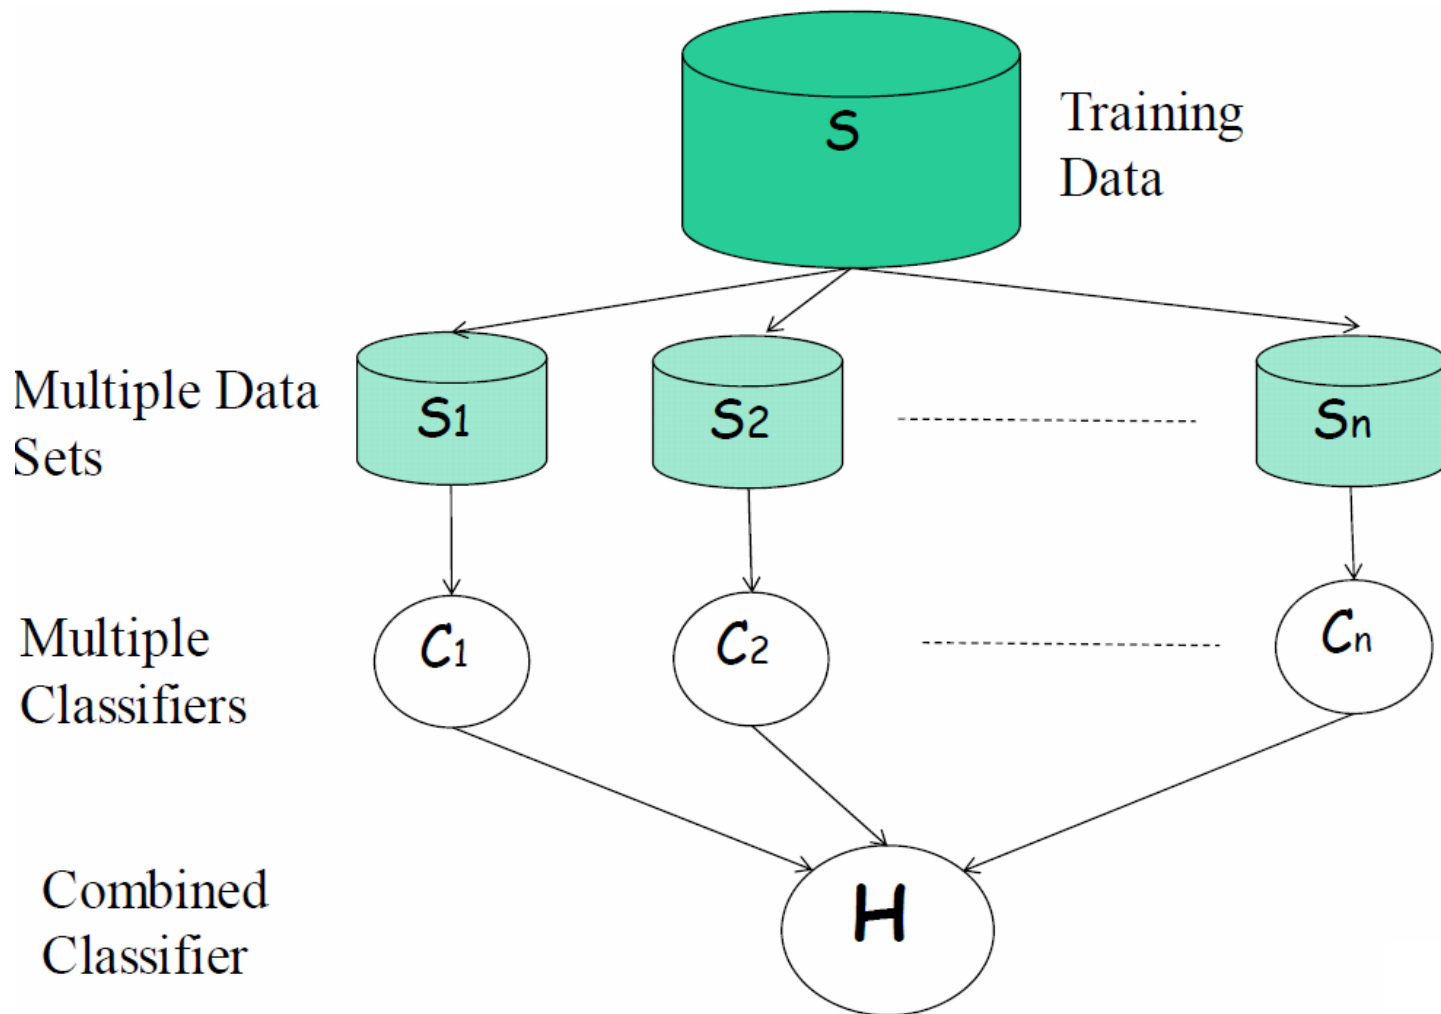 S
Training
Data
Multiple Data
Sets
S1
S2
Sn
Multiple
Classifiers
C1
C2
Cn
Combined
Classifier
H